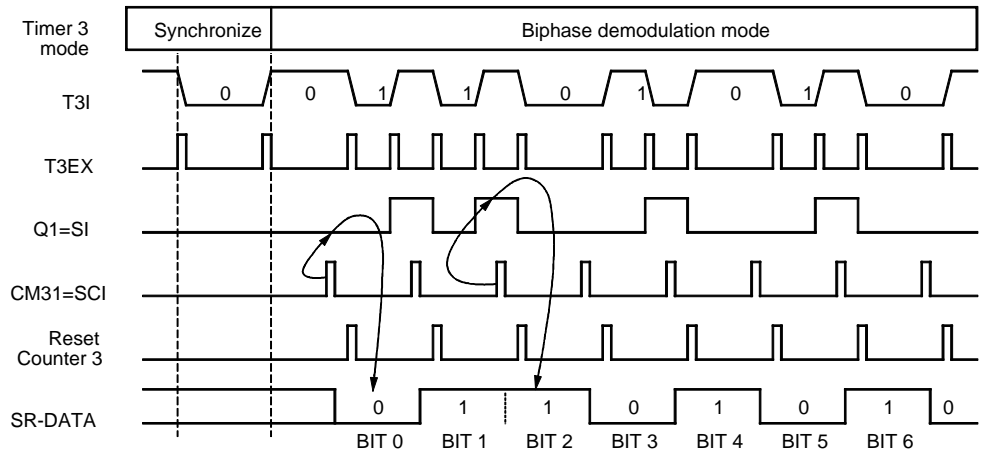 Timer 3
mode
Synchronize
Biphase demodulation mode
T3I
0 0 1 1 0 1 0 1 0
T3EX
Q1=SI
CM31=SCI
Reset
Counter 3
SR-DATA
0 1 1 0 1 0 1 0
BIT 0 BIT 1 BIT 2 BIT 3 BIT 4 BIT 5 BIT 6